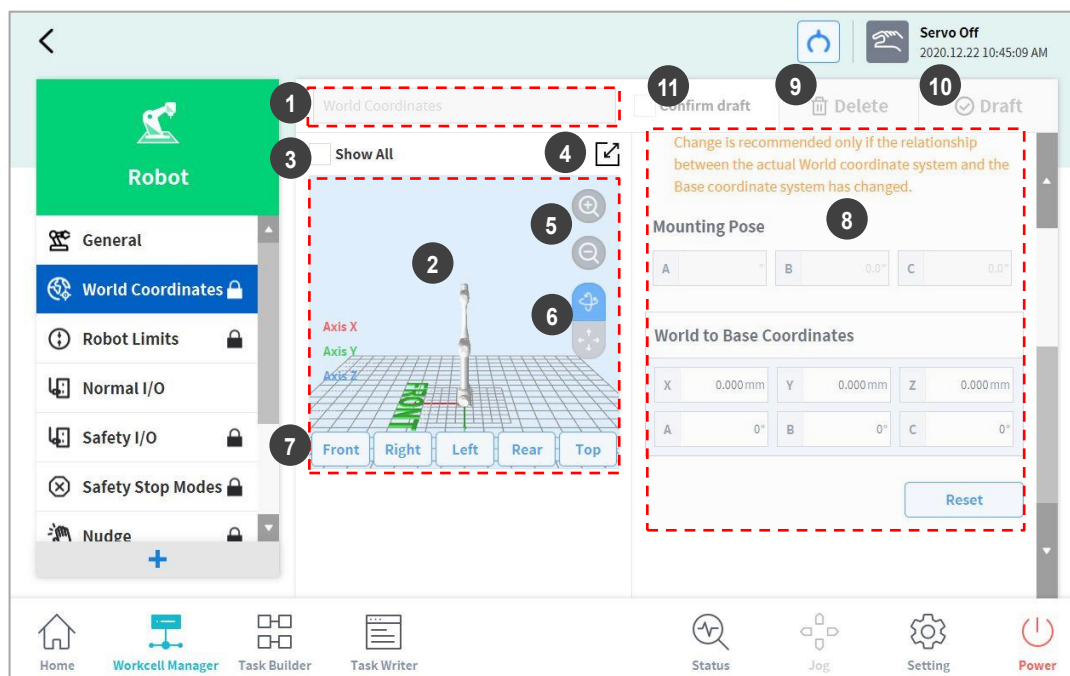 Servo Off
2020.12.22 10:45:09 AM
Robot
General
World Coordinates
Robot Limits
Normal I/O
Safety I/O
Safety Stop Modes
Nudge
+
1
World Coordinates
11
Confirm draft
9
Delete
10
Draft
3
Show All
4
2
5
6
Axis X
Axis Y
Axis Z
FRONT
7
Front Right Left Rear Top
Change is recommended only if the relationship
between the actual World coordinate system and the
Base coordinate system has changed.
8
Mounting Pose
A ° B 0.0° C 0.0°
World to Base Coordinates
X 0.000 mm Y 0.000 mm Z 0.000 mm
A 0° B 0° C 0°
Reset
Home Workcell Manager Task Builder Task Writer Status Jog Setting Power